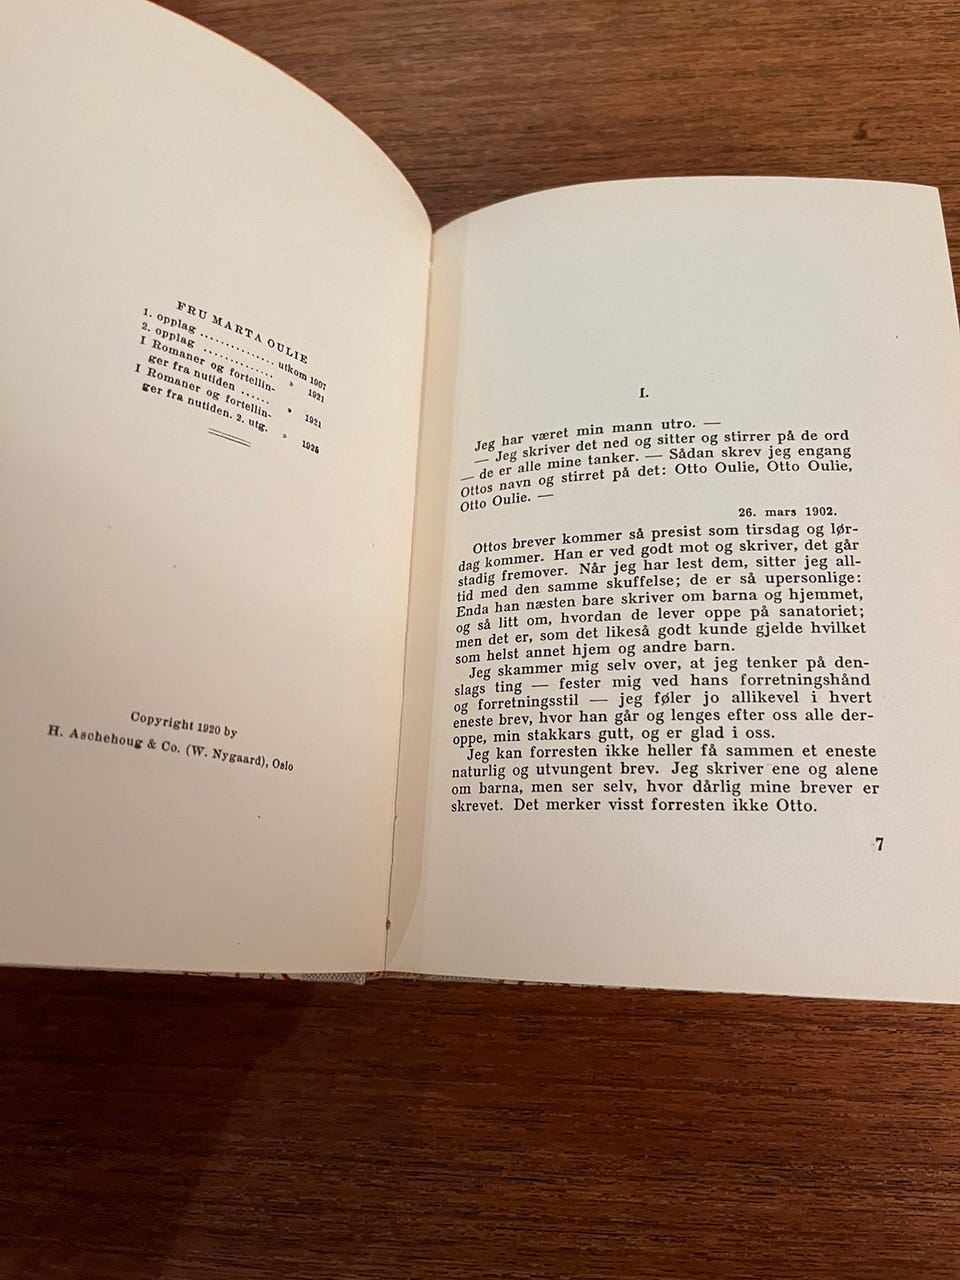 FRU MARTA OULIE
1. opplag .............. utkom 1907
2. opplag ............. » 1921
I Romaner og fortellin-
ger fra nutiden ...... » 1921
I Romaner og fortellin-
ger fra nutiden. 2. utg. » 1925
Copyright 1920 by
H. Aschehoug & Co. (W. Nygaard), Oslo
I.
Jeg har været min mann utro. —
— Jeg skriver det ned og sitter og stirrer på de ord
— de er alle mine tanker. — Sådan skrev jeg engang
Ottos navn og stirret på det: Otto Oulie, Otto Oulie,
Otto Oulie. —
26. mars 1902.
Ottos brever kommer så presist som tirsdag og lør-
dag kommer. Han er ved godt mot og skriver, det går
stadig fremover. Når jeg har lest dem, sitter jeg all-
tid med den samme skuffelse; de er så upersonlige:
Enda han næsten bare skriver om barna og hjemmet,
og så litt om, hvordan de lever oppe på sanatoriet;
men det er, som det likeså godt kunde gjelde hvilket
som helst annet hjem og andre barn.
Jeg skammer mig selv over, at jeg tenker på den-
slags ting — fester mig ved hans forretningshånd
og forretningsstil — jeg føler jo allikevel i hvert
eneste brev, hvor han går og lenges efter oss alle der-
oppe, min stakkars gutt, og er glad i oss.
Jeg kan forresten ikke heller få sammen et eneste
naturlig og utvungent brev. Jeg skriver ene og alene
om barna, men ser selv, hvor dårlig mine brever er
skrevet. Det merker visst forresten ikke Otto.
7